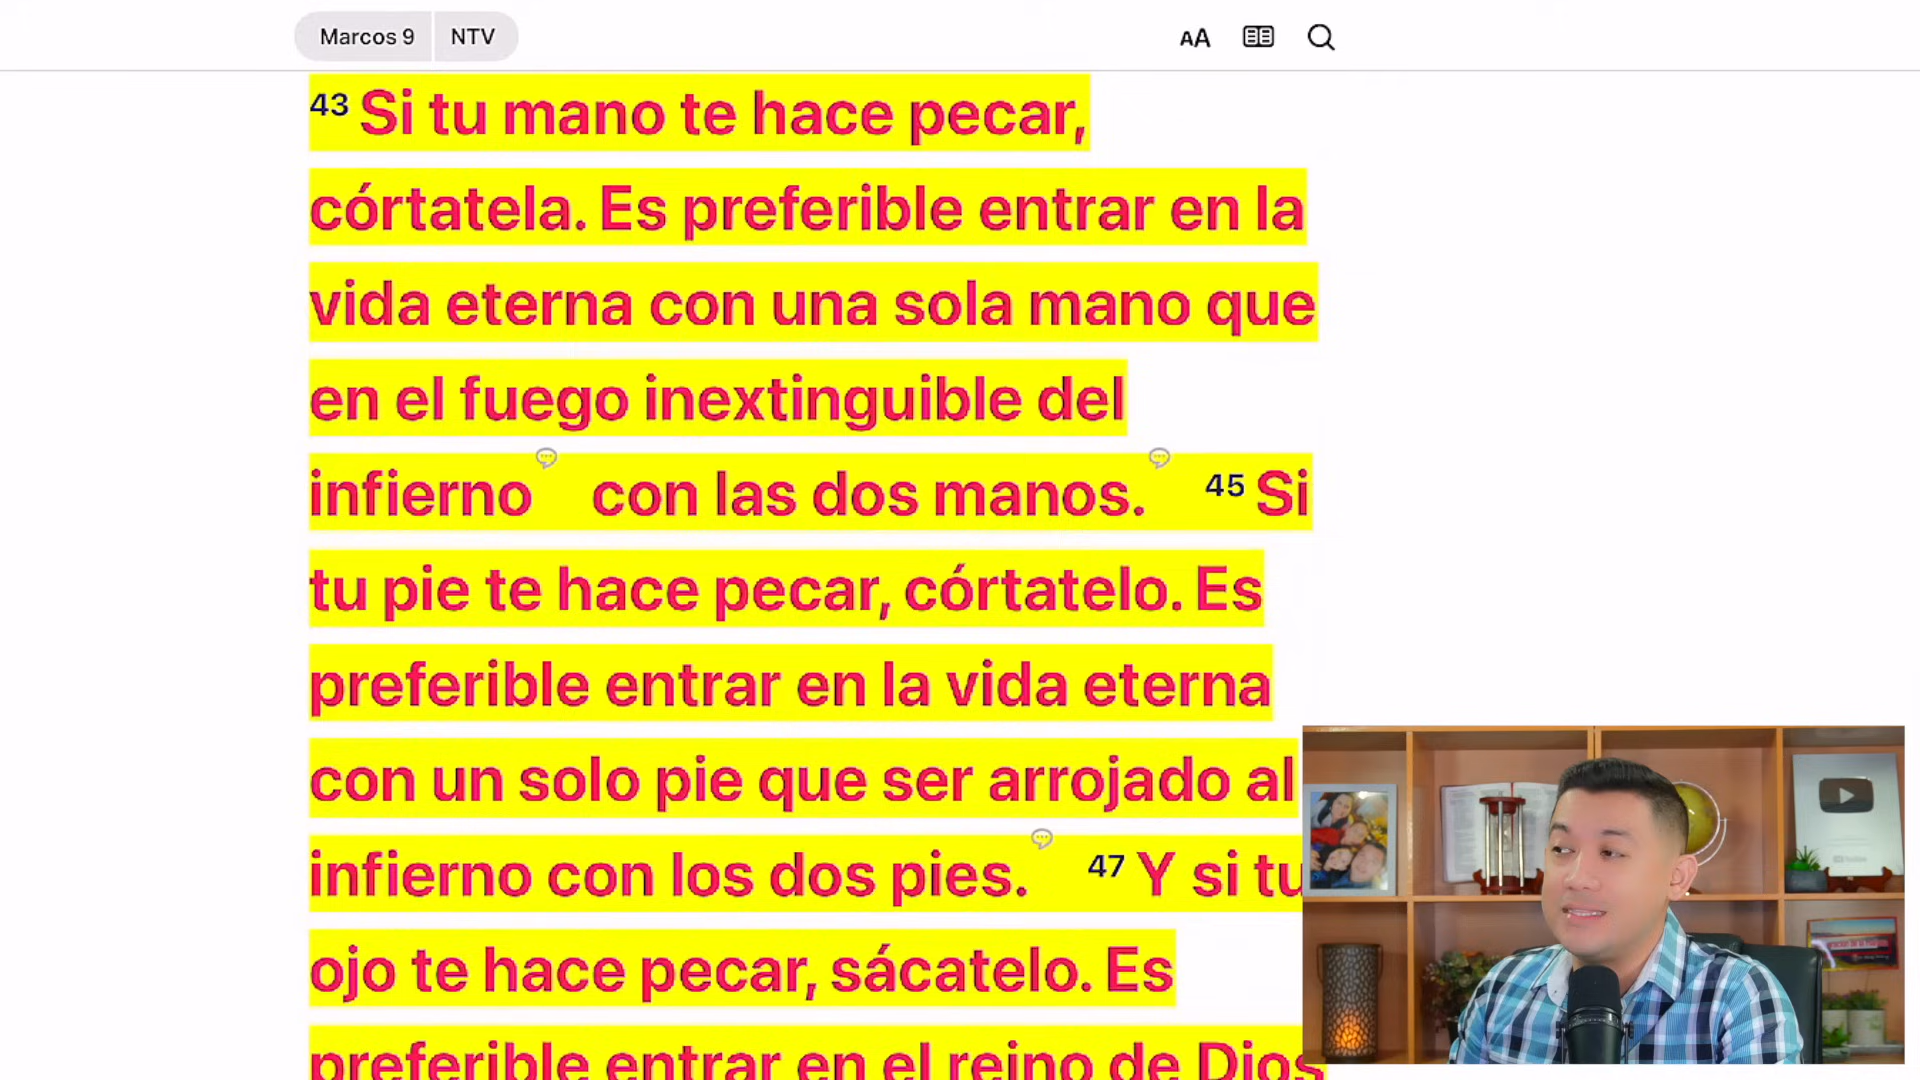 Marcos 9 NTV AA
43 Si tu mano te hace pecar,
córtatela. Es preferible entrar en la
vida eterna con una sola mano que
en el fuego inextinguible del
infierno con las dos manos. 45 Si
tu pie te hace pecar, córtatelo. Es
preferible entrar en la vida eterna
con un solo pie que ser arrojado al
infierno con los dos pies. 47 Y si tu
ojo te hace pecar, sácatelo. Es
preferible entrar en el reino de Dios